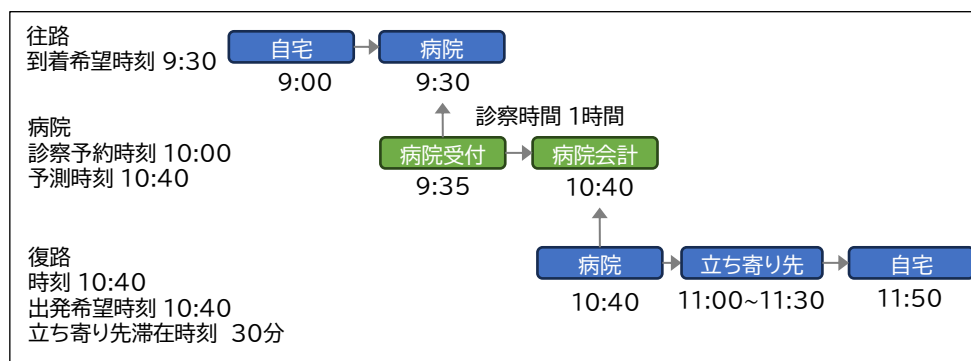 往路
到着希望時刻 9:30
自宅
病院
9:00
9:30
診察時間 1時間
病院
診察予約時刻 10:00
予測時刻 10:40
病院受付
病院会計
9:35
10:40
復路
時刻 10:40
出発希望時刻 10:40
立ち寄り先滞在時刻 30分
病院
立ち寄り先
自宅
10:40
11:00~11:30
11:50